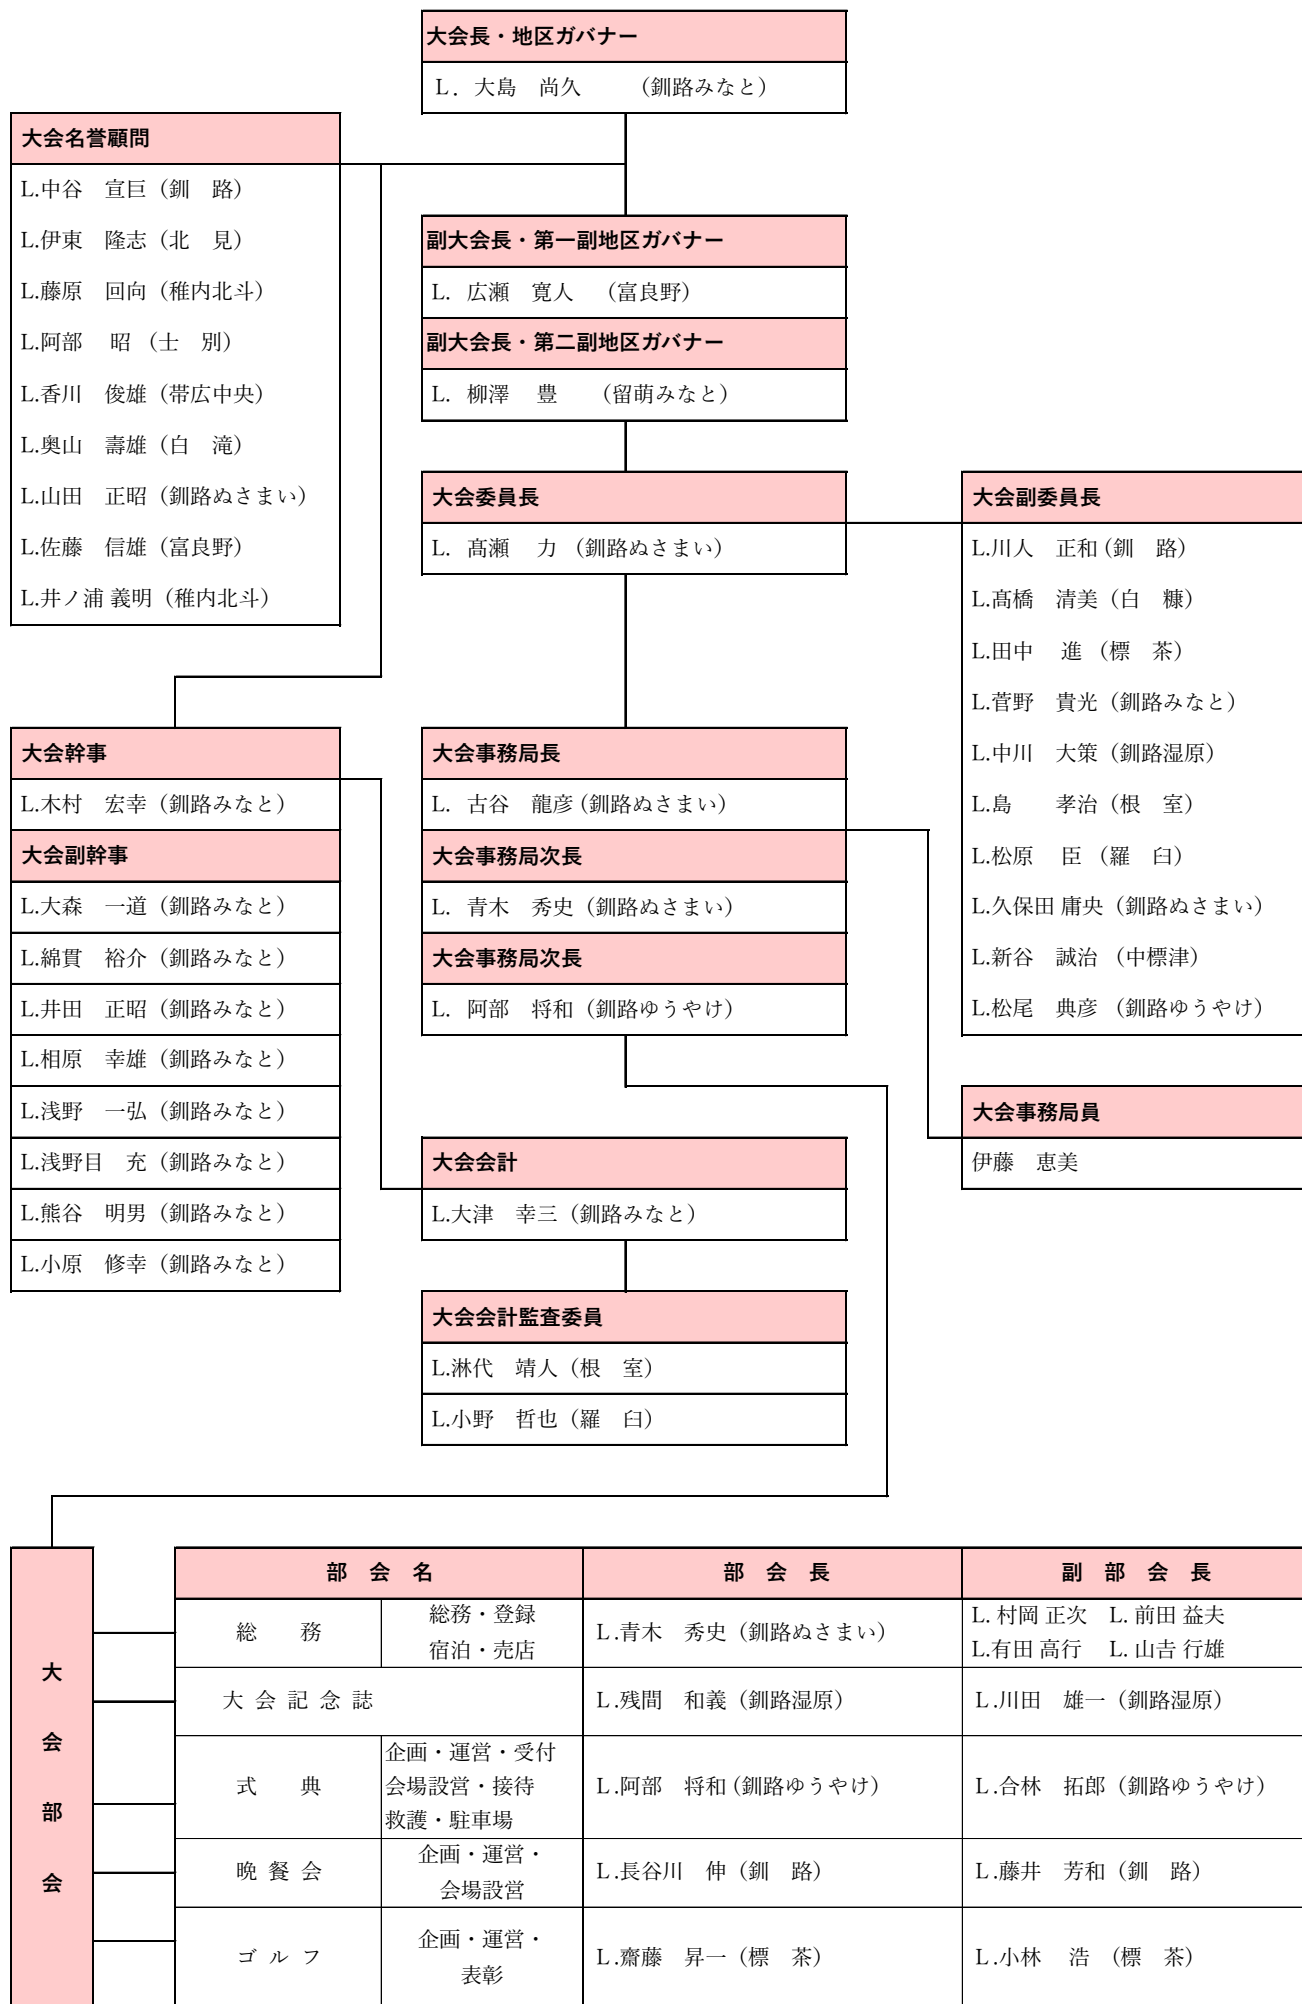 大会長・地区ガバナー
L．大島　尚久　　（釧路みなと）
大会名誉顧問
L.中谷　宣巨（釧　路）
L.伊東　隆志（北　見）
L.藤原　回向（稚内北斗）
L.阿部　昭（士　別）
L.香川　俊雄（帯広中央）
L.奥山　壽雄（白　滝）
L.山田　正昭（釧路ぬさまい）
L.佐藤　信雄（富良野）
L.井ノ浦 義明（稚内北斗）
副大会長・第一副地区ガバナー
L.　広瀬　寛人　（富良野）
副大会長・第二副地区ガバナー
L.　柳澤　豊　　（留萌みなと）
大会委員長
L.　髙瀬　力（釧路ぬさまい）
大会副委員長
L.川人　正和（釧　路）
L.髙橋　清美（白　糠）
L.田中　進（標　茶）
L.菅野　貴光（釧路みなと）
L.中川　大策（釧路湿原）
L.島　　孝治（根　室）
L.松原　臣（羅　臼）
L.久保田 庸央（釧路ぬさまい）
L.新谷　誠治（中標津）
L.松尾　典彦（釧路ゆうやけ）
大会幹事
L.木村　宏幸（釧路みなと）
大会副幹事
L.大森　一道（釧路みなと）
L.綿貫　裕介（釧路みなと）
L.井田　正昭（釧路みなと）
L.相原　幸雄（釧路みなと）
L.浅野　一弘（釧路みなと）
L.浅野目　充（釧路みなと）
L.熊谷　明男（釧路みなと）
L.小原　修幸（釧路みなと）
大会事務局長
L.　古谷　龍彦（釧路ぬさまい）
大会事務局次長
L.　青木　秀史（釧路ぬさまい）
大会事務局次長
L.　阿部　将和（釧路ゆうやけ）
大会事務局員
伊藤　恵美
大会会計
L.大津　幸三（釧路みなと）
大会会計監査委員
L.淋代　靖人（根　室）
L.小野　哲也（羅　臼）
大会部会
部　会　名
部　会　長
副　部　会　長
総　務
総務・登録
宿泊・売店
L.青木　秀史（釧路ぬさまい）
L. 村岡 正次　L. 前田 益夫
L.有田 高行　L. 山𠮷 行雄
大 会 記 念 誌
L.残間　和義（釧路湿原）
L.川田　雄一（釧路湿原）
式　典
企画・運営・受付
会場設営・接待
救護・駐車場
L.阿部　将和（釧路ゆうやけ）
L.合林　拓郎（釧路ゆうやけ）
晩 餐 会
企画・運営・
会場設営
L.長谷川　伸（釧　路）
L.藤井　芳和（釧　路）
ゴ ル フ
企画・運営・
表彰
L.齋藤　昇一（標　茶）
L.小林　浩（標　茶）